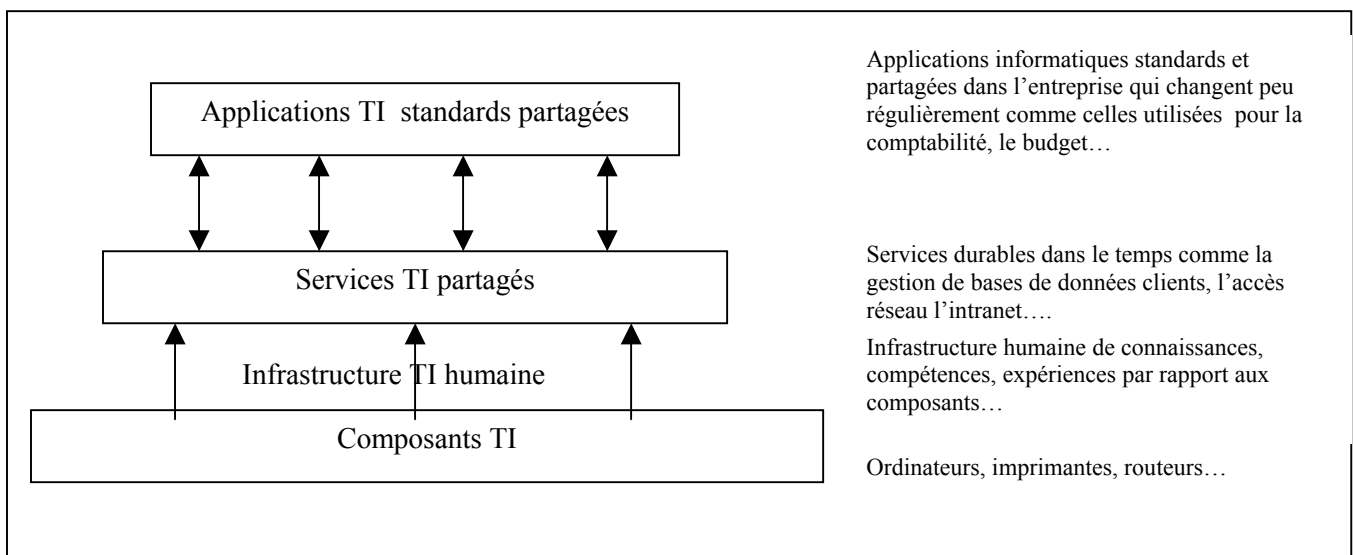 Applications TI standards partagées
Applications informatiques standards et
partagées dans l'entreprise qui changent peu
régulièrement comme celles utilisées pour la
comptabilité, le budget…
Services TI partagés
Services durables dans le temps comme la
gestion de bases de données clients, l'accès
réseau l'intranet….
Infrastructure TI humaine
Infrastructure humaine de connaissances,
compétences, expériences par rapport aux
composants…
Composants TI
Ordinateurs, imprimantes, routeurs…